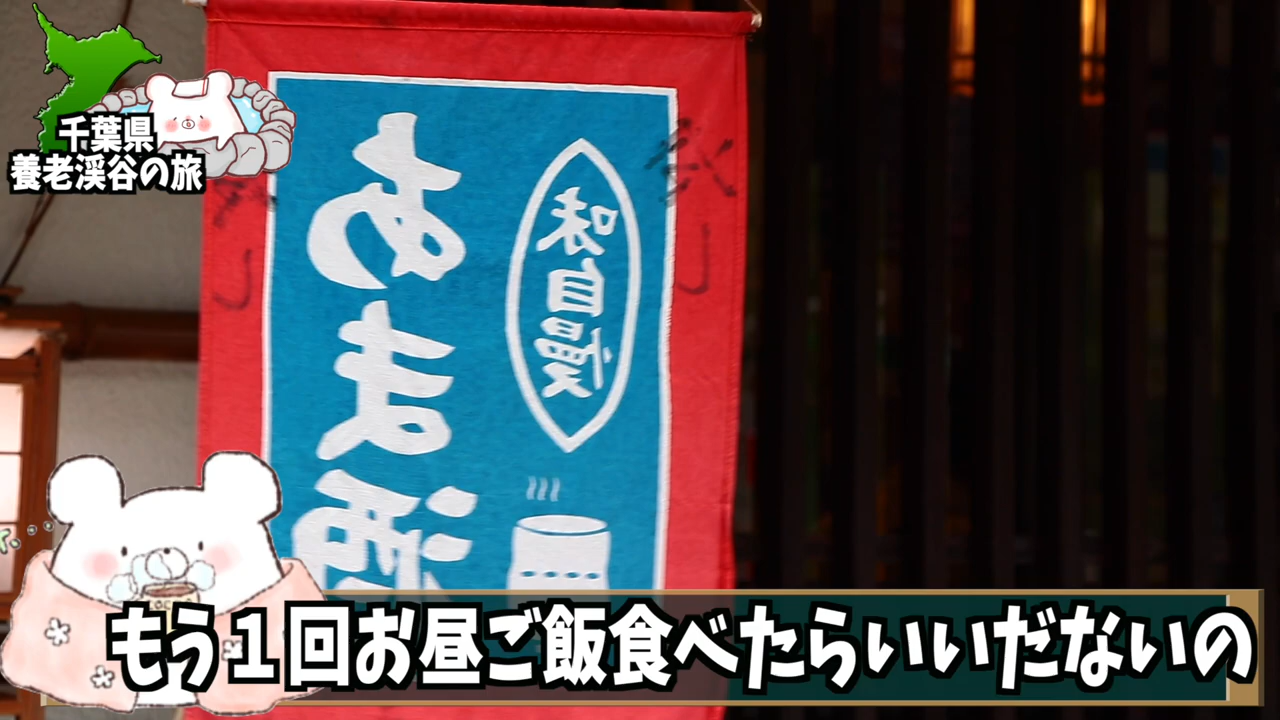 千葉県
養老渓谷の旅
味自慢
あま酒
もう１回お昼ご飯食べたらいいだないの